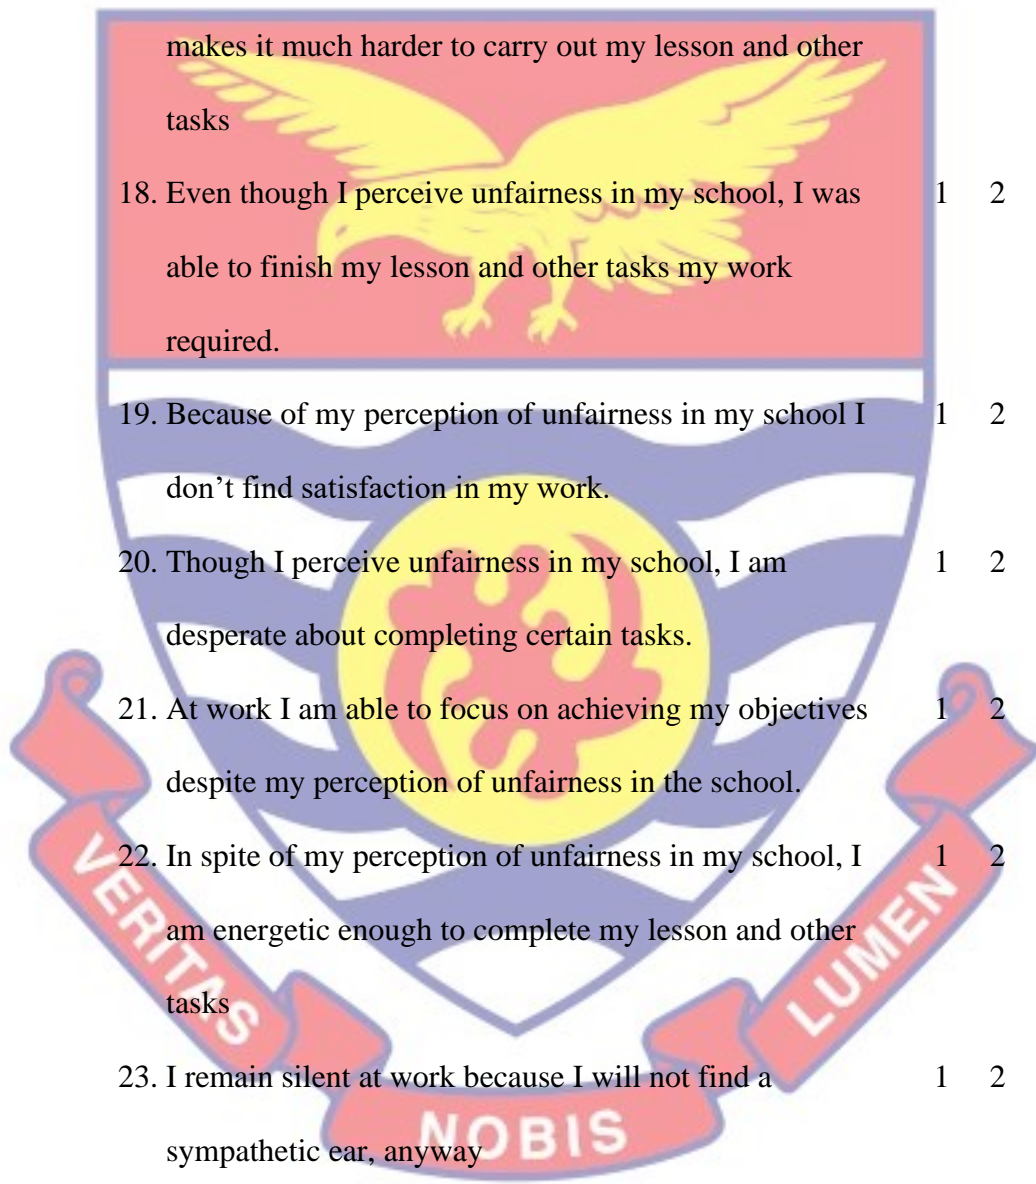 makes it much harder to carry out my lesson and other
tasks
18. Even though I perceive unfairness in my school, I was 1 2
able to finish my lesson and other tasks my work
required.
19. Because of my perception of unfairness in my school I 1 2
don’t find satisfaction in my work.
20. Though I perceive unfairness in my school, I am 1 2
desperate about completing certain tasks.
21. At work I am able to focus on achieving my objectives 1 2
despite my perception of unfairness in the school.
22. In spite of my perception of unfairness in my school, I 1 2
am energetic enough to complete my lesson and other
tasks
23. I remain silent at work because I will not find a 1 2
sympathetic ear, anyway
VERITAS
NOBIS
LUMEN